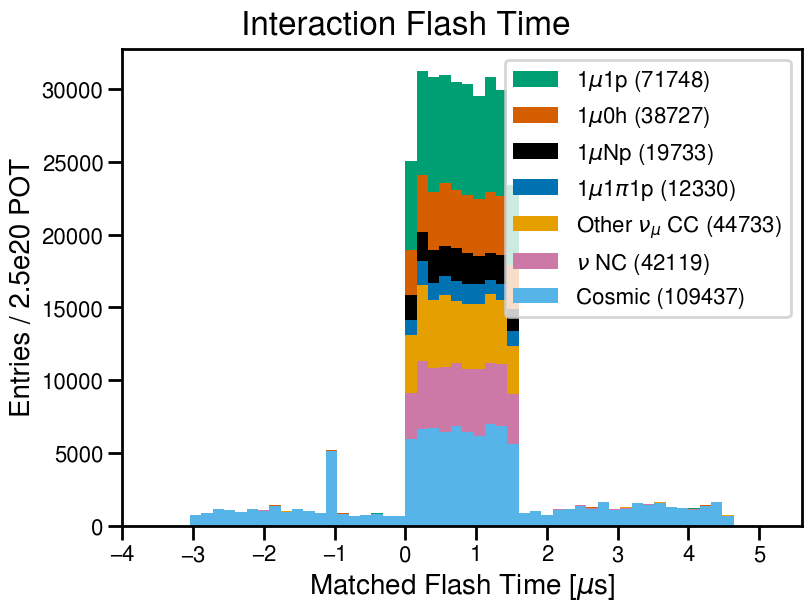 Interaction Flash Time
Entries / 2.5e20 POT
30000
25000
20000
15000
10000
5000
0
1μ1p (71748)
1μ0h (38727)
1μNp (19733)
1μ1π1p (12330)
Other νμ CC (44733)
ν NC (42119)
Cosmic (109437)
−4 −3 −2 −1 0 1 2 3 4 5
Matched Flash Time [μs]